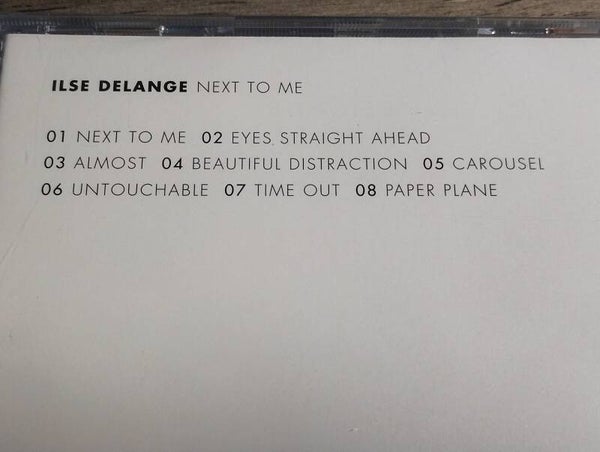 ILSE DELANGE NEXT TO ME
01 NEXT TO ME 02 EYES STRAIGHT AHEAD
03 ALMOST 04 BEAUTIFUL DISTRACTION 05 CAROUSEL
06 UNTOUCHABLE 07 TIME OUT 08 PAPER PLANE